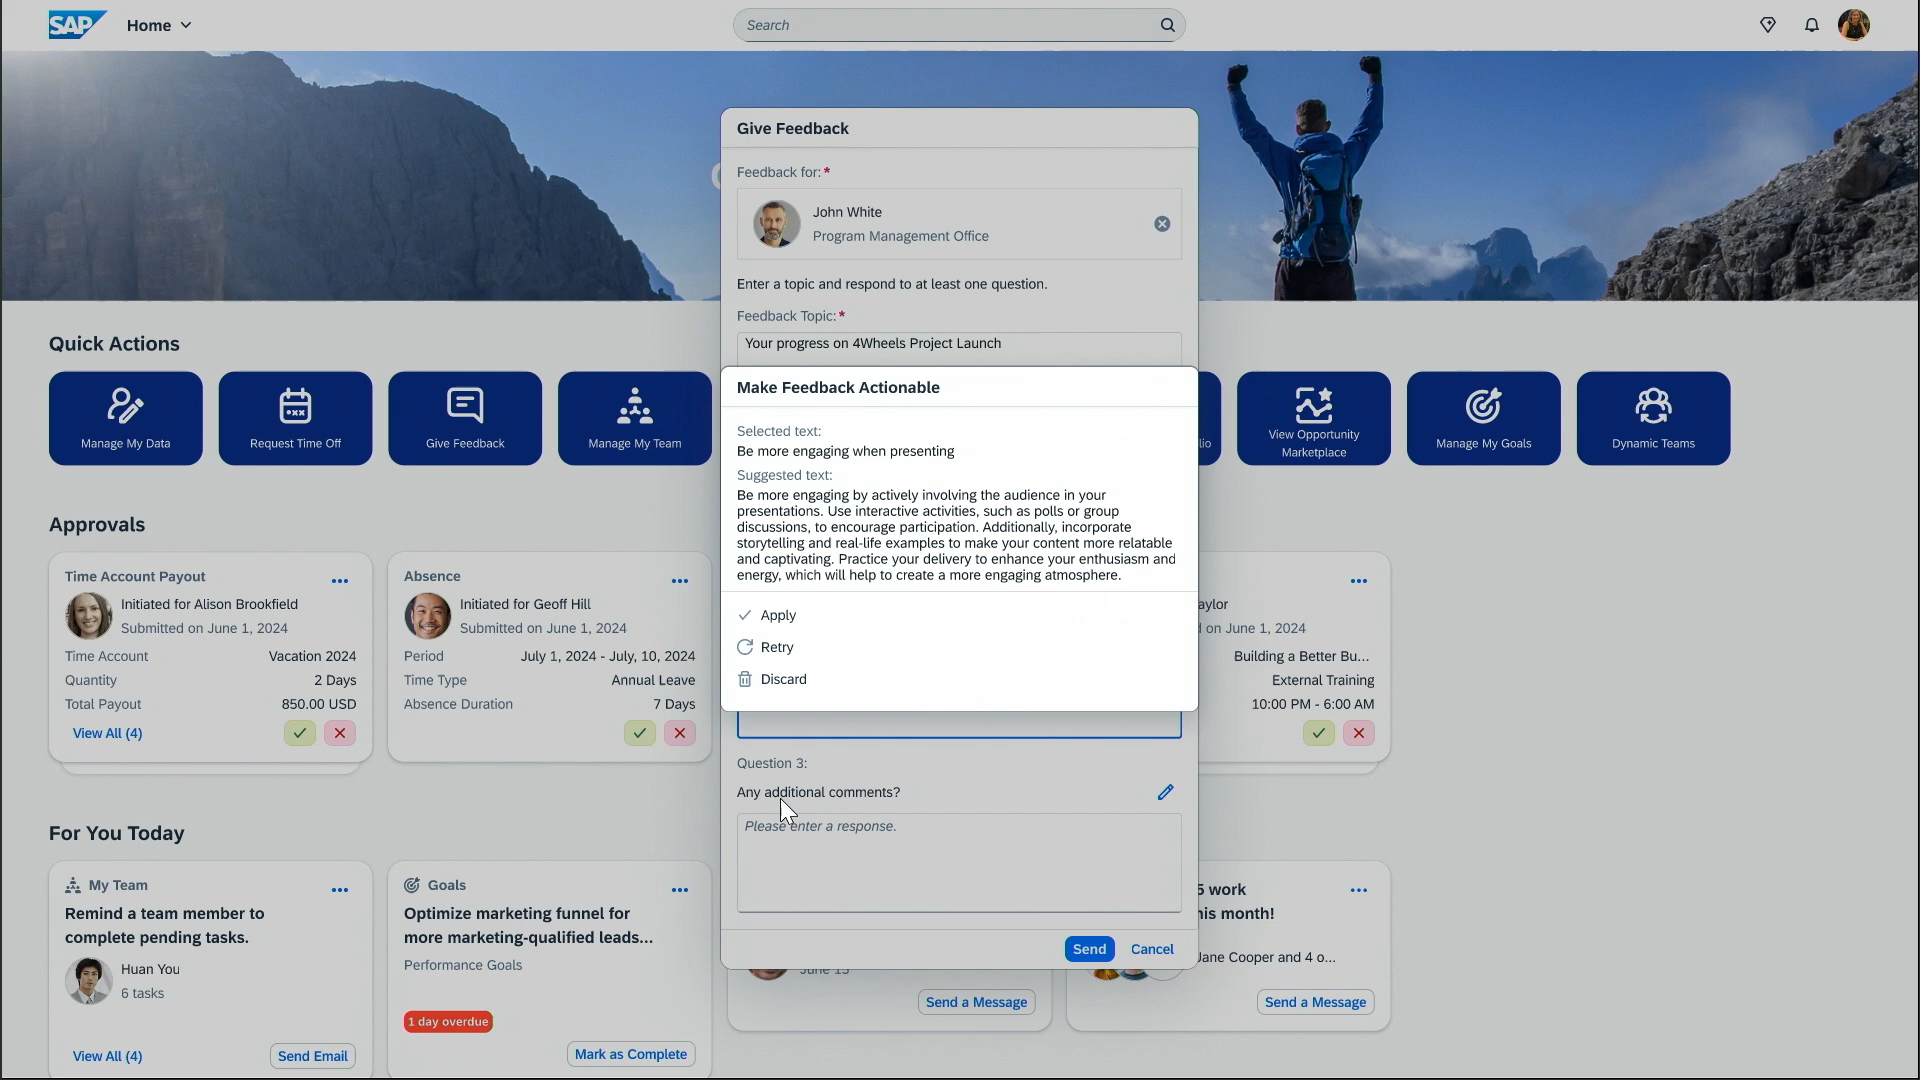 SAP
Home
Search
Give Feedback
Feedback for:*
John White
Program Management Office
Enter a topic and respond to at least one question.
Feedback Topic:*
Your progress on 4Wheels Project Launch
Make Feedback Actionable
Selected text:
Be more engaging when presenting
Suggested text:
Be more engaging by actively involving the audience in your
presentations. Use interactive activities, such as polls or group
discussions, to encourage participation. Additionally, incorporate
storytelling and real-life examples to make your content more relatable
and captivating. Practice your delivery to enhance your enthusiasm and
energy, which will help to create a more engaging atmosphere.
Apply
Retry
Discard
Question 3:
Any additional comments?
Please enter a response.
Send
Cancel
Quick Actions
Manage My Data
Request Time Off
Give Feedback
Manage My Team
lio
View Opportunity
Marketplace
Manage My Goals
Dynamic Teams
Approvals
Time Account Payout
Initiated for Alison Brookfield
Submitted on June 1, 2024
Time Account Vacation 2024
Quantity 2 Days
Total Payout 850.00 USD
View All (4)
Absence
Initiated for Geoff Hill
Submitted on June 1, 2024
Period July 1, 2024 - July, 10, 2024
Time Type Annual Leave
Absence Duration 7 Days
aylor
on June 1, 2024
Building a Better Bu...
External Training
10:00 PM - 6:00 AM
For You Today
My Team
Remind a team member to
complete pending tasks.
Huan You
6 tasks
View All (4)
Send Email
Goals
Optimize marketing funnel for
more marketing-qualified leads...
Performance Goals
1 day overdue
Mark as Complete
Send a Message
5 work
his month!
Jane Cooper and 4 o...
Send a Message